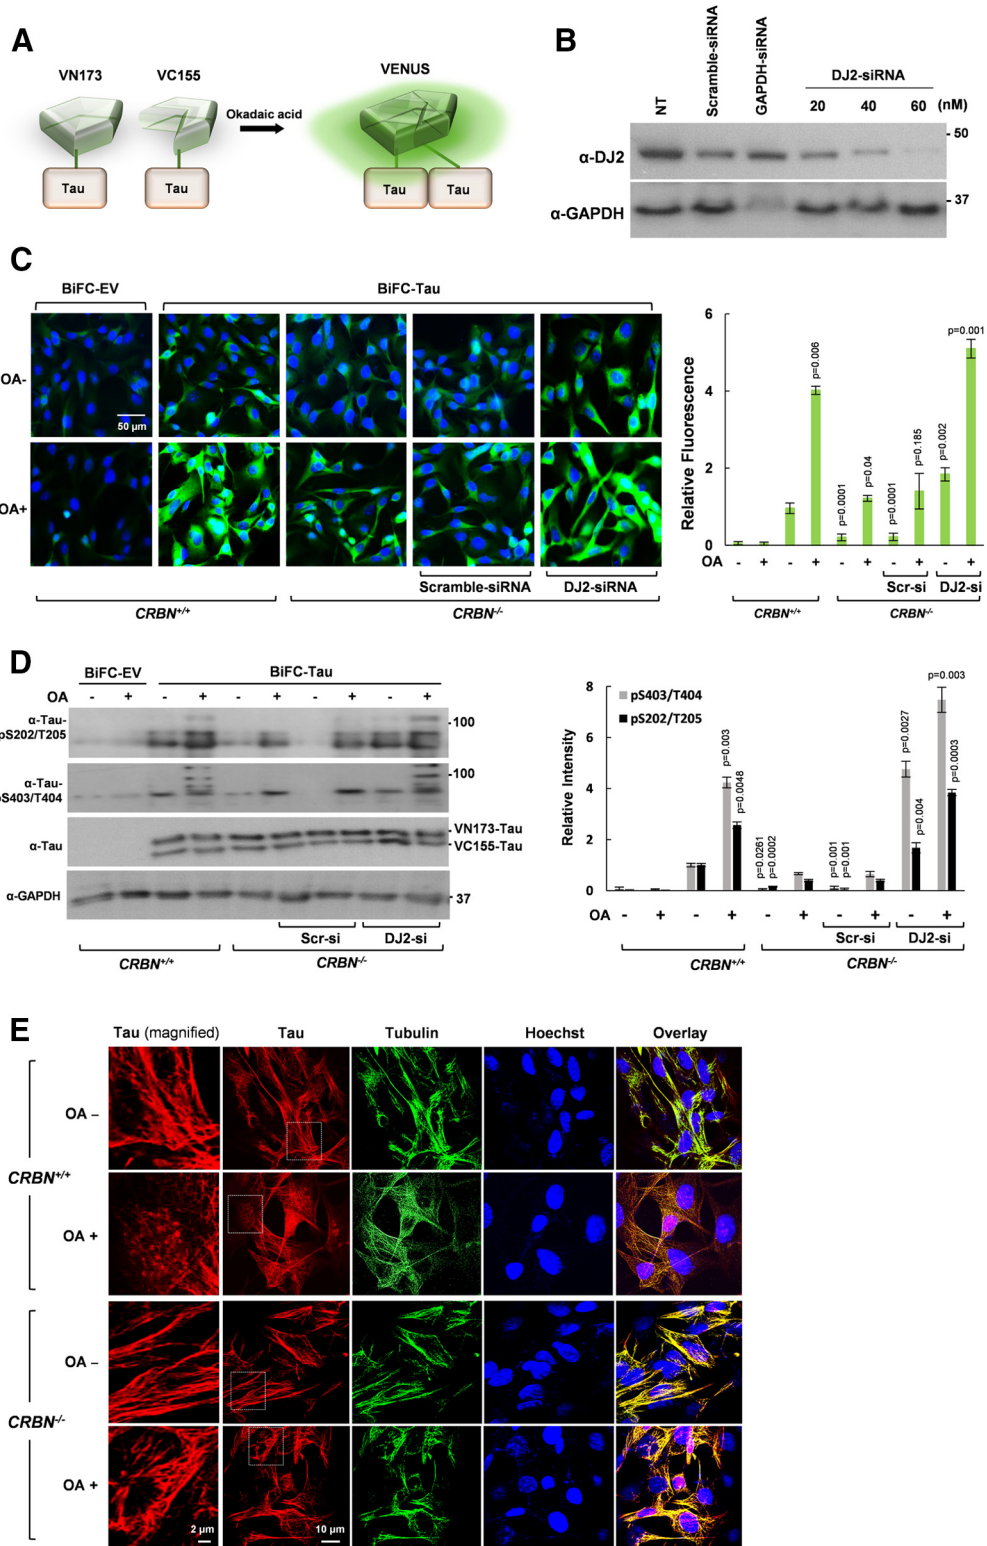 A
VN173
VC155
VENUS
Okadaic acid
Tau
Tau
Tau
Tau
B
NT
Scramble-siRNA
GAPDH-siRNA
DJ2-siRNA
20
40
60
(nM)
α-DJ2
α-GAPDH
50
37
C
BiFC-EV
BiFC-Tau
OA-
OA+
50 µm
Scramble-siRNA
DJ2-siRNA
CRBN+/+
CRBN-/-
Relative Fluorescence
6
4
2
0
p=0.006
p=0.0001
p=0.04
p=0.0001
p=0.185
p=0.002
p=0.001
OA
-
+
-
+
-
+
-
+
-
+
Scr-si
DJ2-si
CRBN+/+
CRBN-/-
D
BiFC-EV
BiFC-Tau
OA
-
+
-
+
-
+
-
+
-
+
α-Tau-
pS202/T205
100
α-Tau-
pS403/T404
100
α-Tau
VN173-Tau
VC155-Tau
α-GAPDH
37
Scr-si
DJ2-si
CRBN+/+
CRBN-/-
Relative Intensity
8
6
4
2
0
pS403/T404
pS202/T205
p=0.003
p=0.0048
p=0.0261
p=0.0002
p=0.001
p=0.001
p=0.0027
p=0.004
p=0.003
p=0.0003
OA
-
+
-
+
-
+
-
+
-
+
Scr-si
DJ2-si
CRBN+/+
CRBN-/-
E
Tau (magnified)
Tau
Tubulin
Hoechst
Overlay
OA –
CRBN+/+
OA +
OA –
CRBN-/-
OA +
2 µm
10 µm